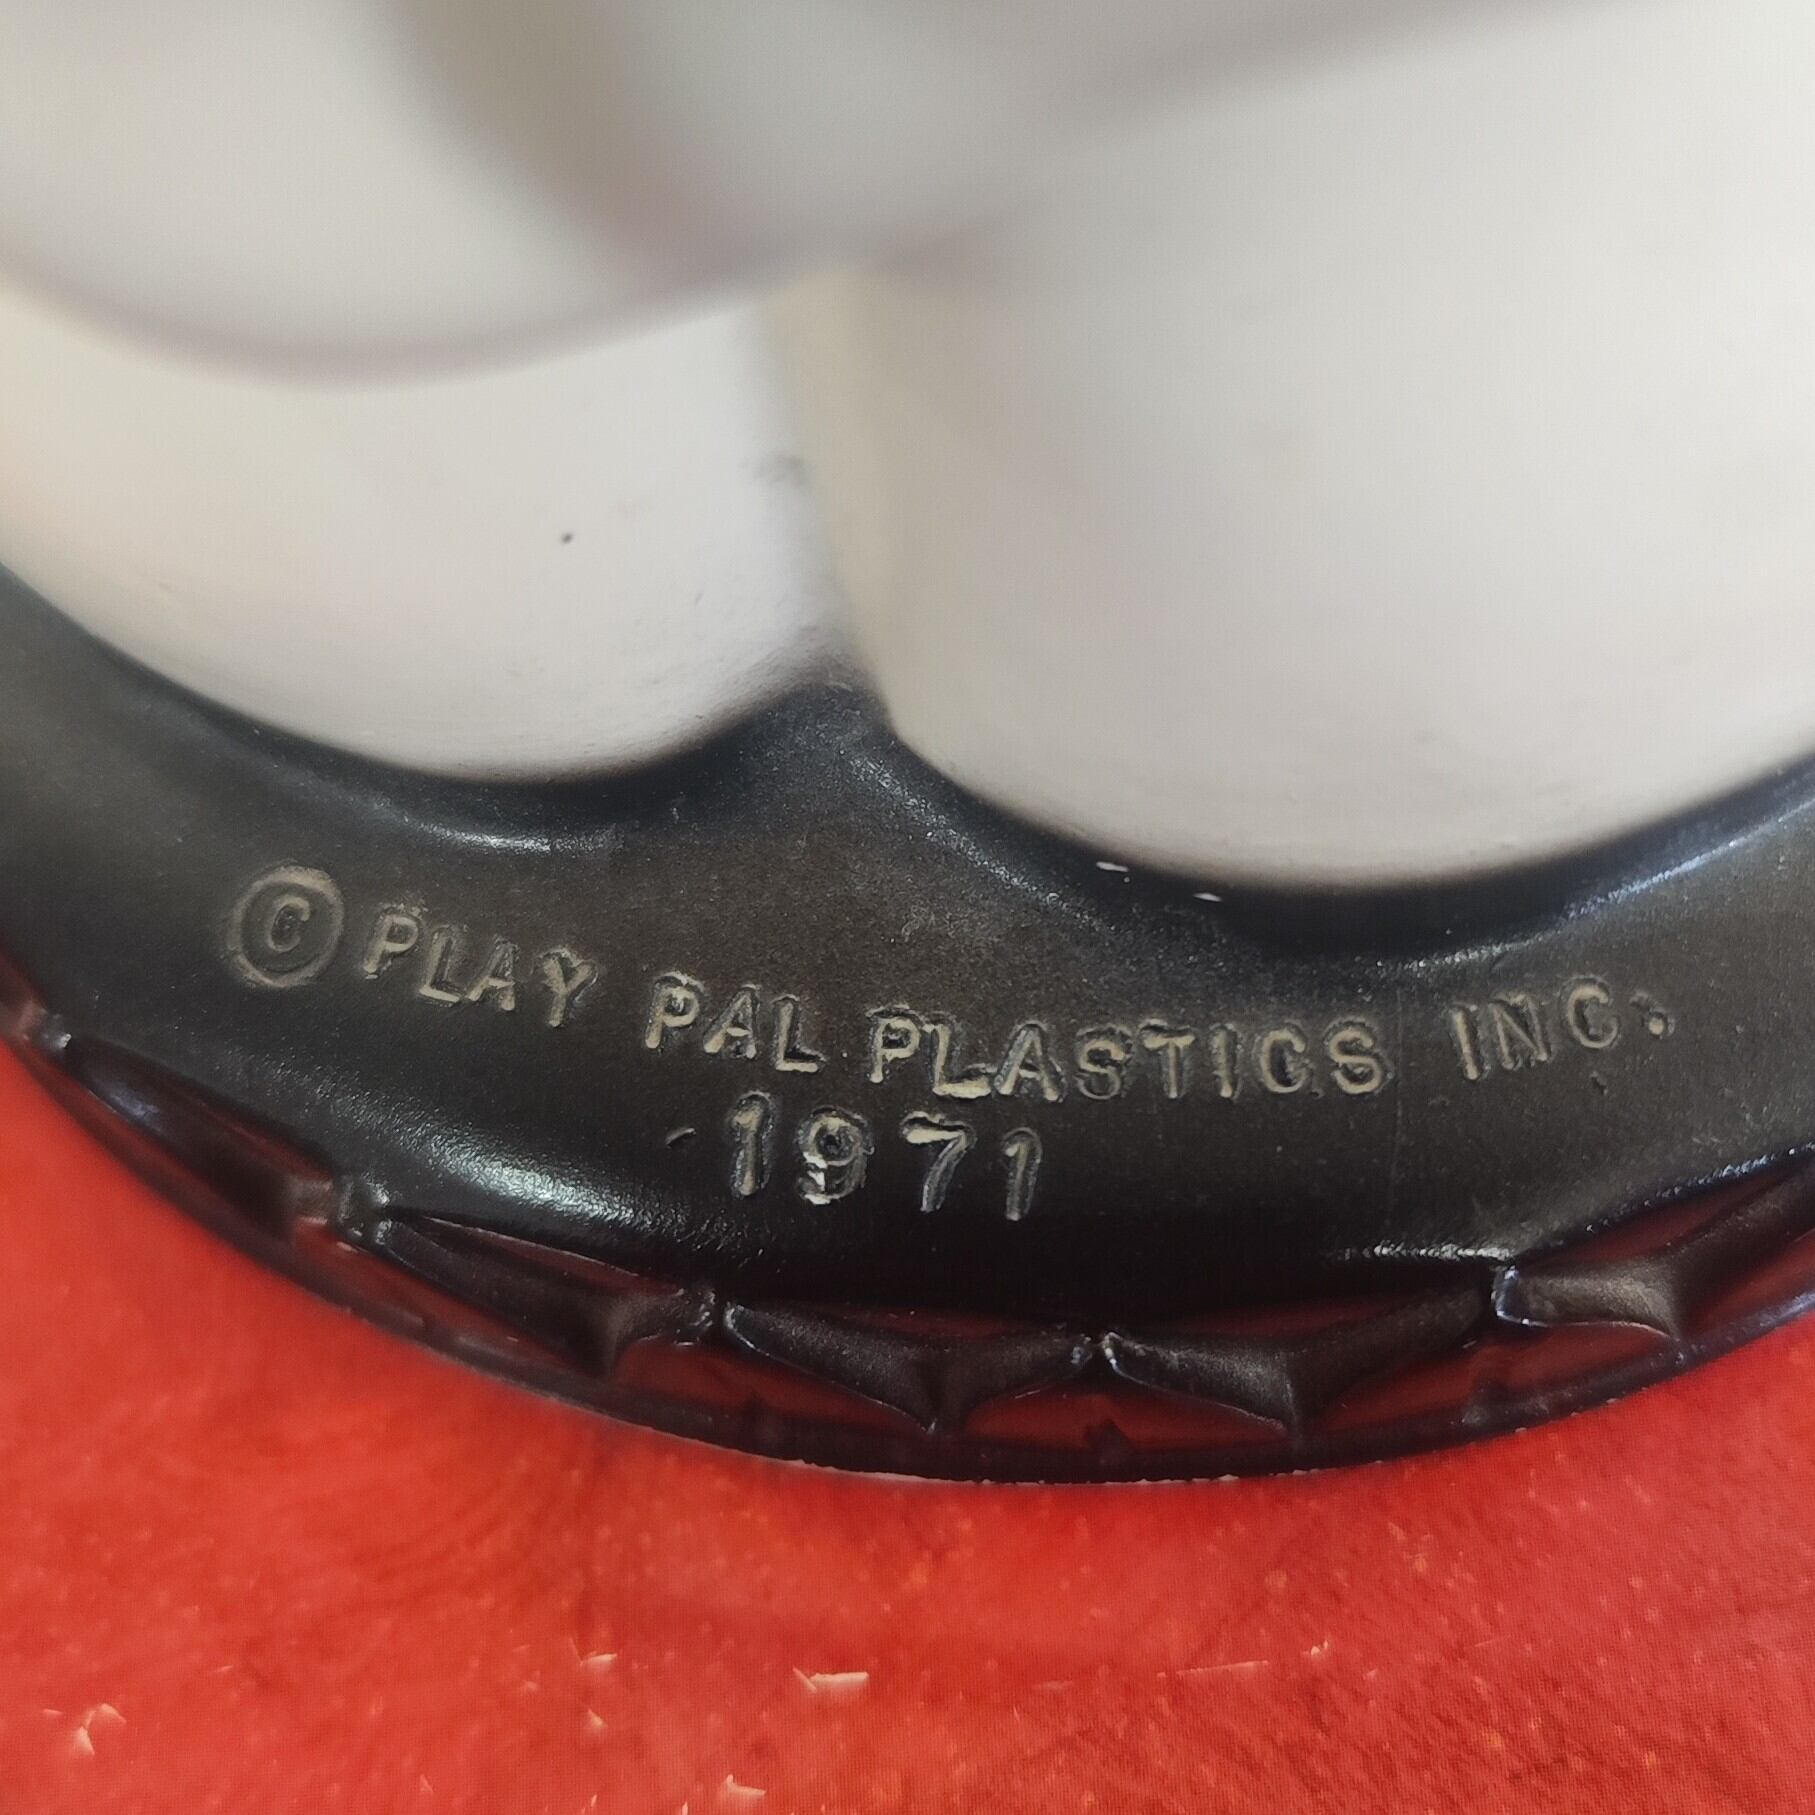 © PLAY PAL PLASTICS INC.
1971